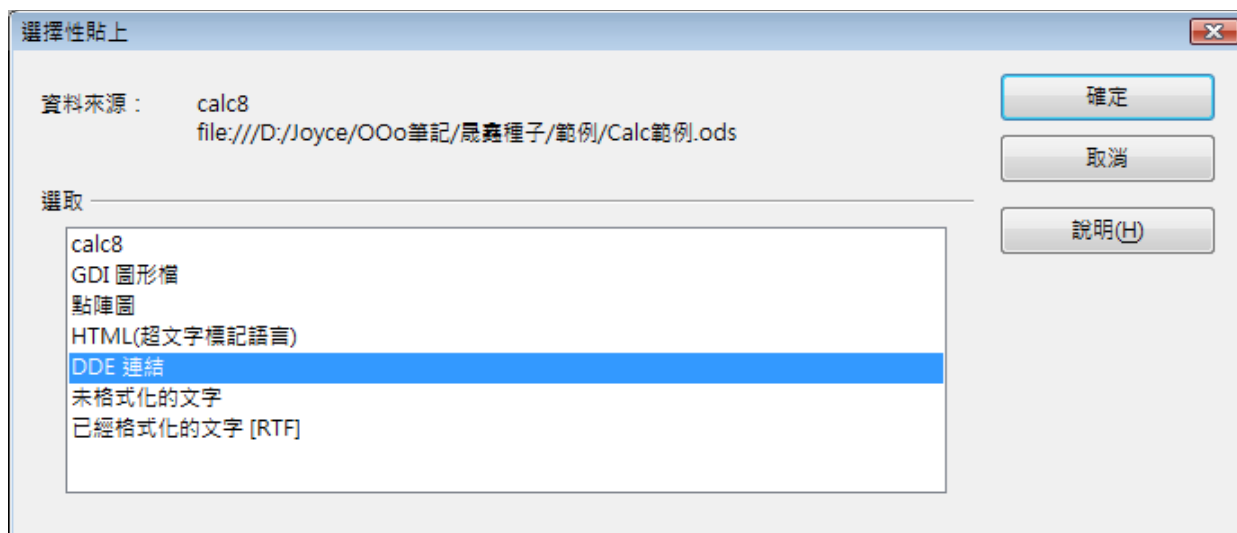 選擇性貼上
資料來源： calc8
file:///D:/Joyce/OOo筆記/晟鑫種子/範例/Calc範例.ods
確定
取消
說明(H)
選取
calc8
GDI 圖形檔
點陣圖
HTML(超文字標記語言)
DDE 連結
未格式化的文字
已經格式化的文字 [RTF]